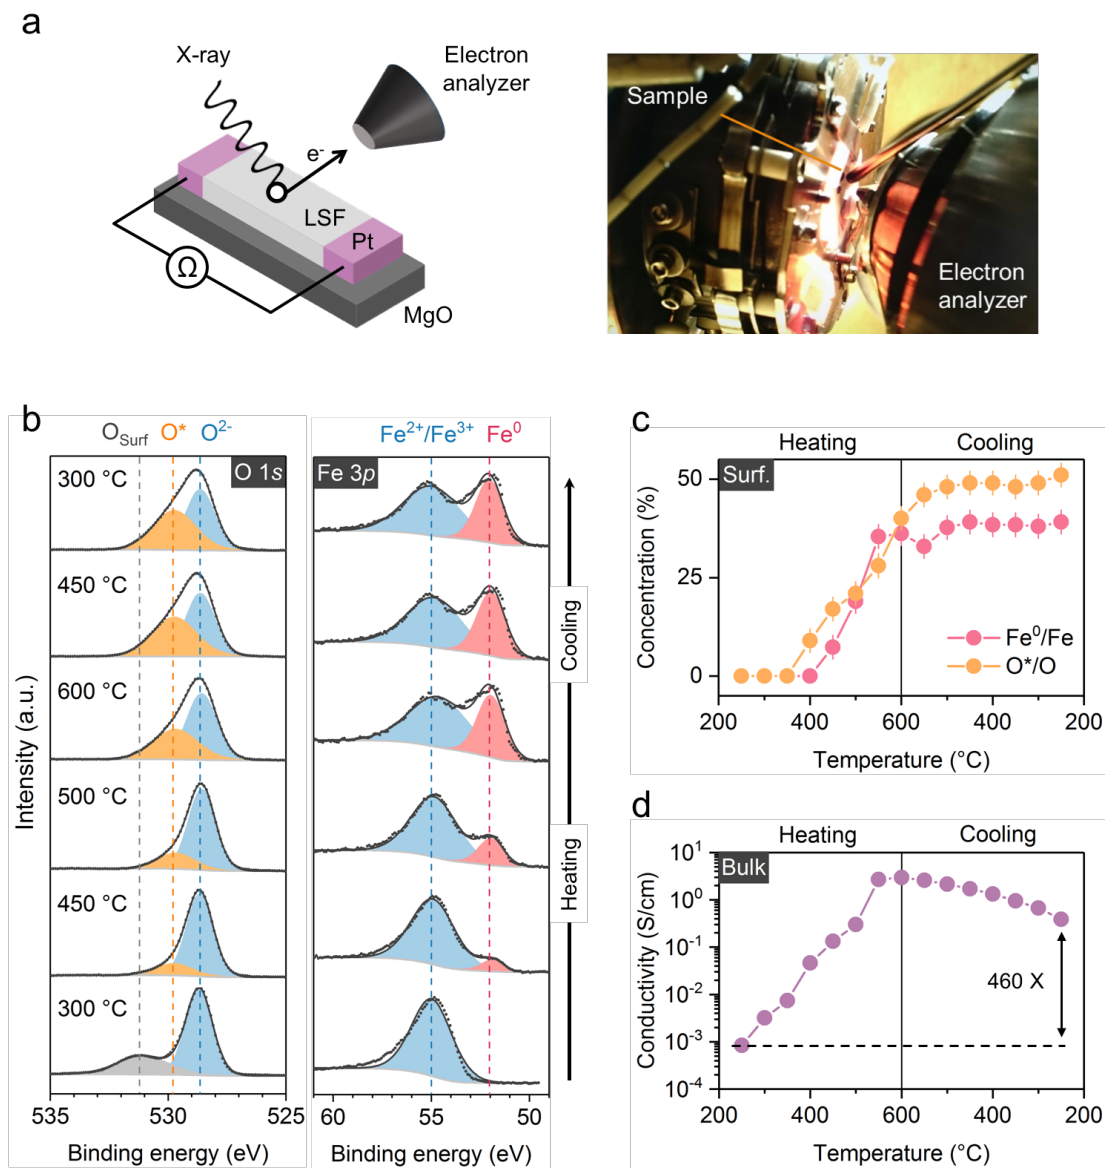 a
X-ray
Electron
analyzer
e-
LSF
Pt
Ω
MgO
Sample
Electron
analyzer
b
O_Surf O* O²⁻
O 1s
300 °C
450 °C
600 °C
500 °C
450 °C
300 °C
Intensity (a.u.)
535 530 525
Binding energy (eV)
Fe²⁺/Fe³⁺ Fe⁰
Fe 3p
60 55 50
Binding energy (eV)
Cooling
Heating
c
Heating Cooling
Surf.
Concentration (%)
50
25
0
Fe⁰/Fe
O*/O
200 400 600 400 200
Temperature (°C)
d
Heating Cooling
Bulk
Conductivity (S/cm)
10¹
10⁰
10⁻¹
10⁻²
10⁻³
10⁻⁴
460 X
200 400 600 400 200
Temperature (°C)